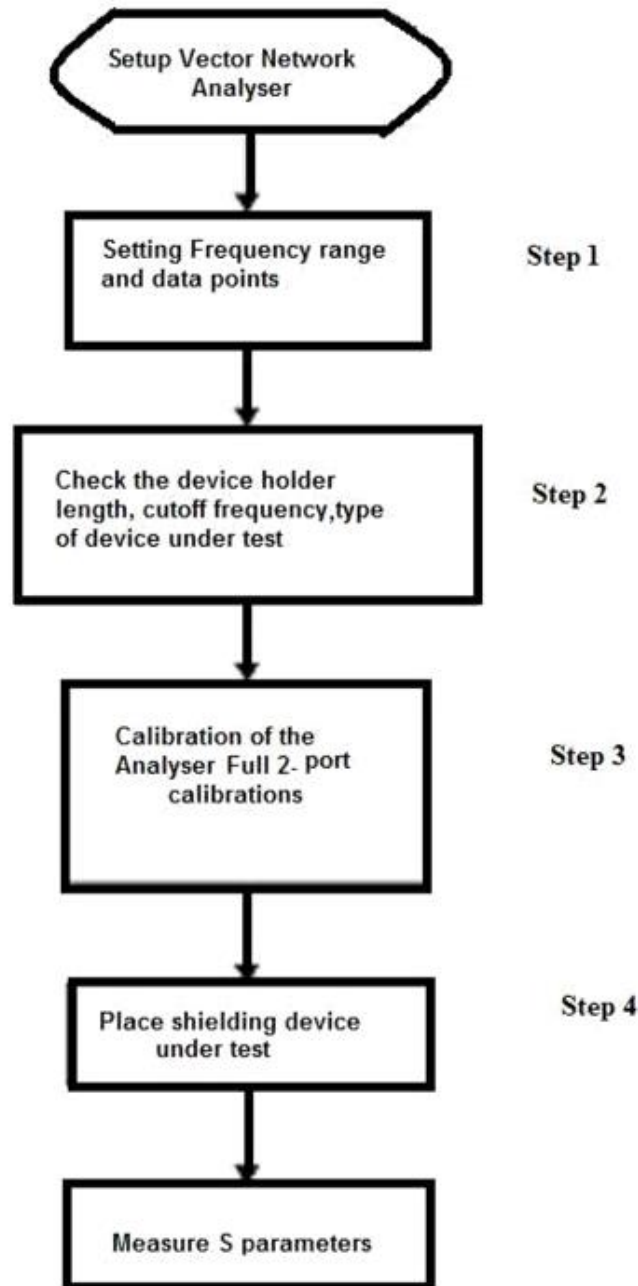 Setup Vector Network
Analyser
Setting Frequency range
and data points
Step 1
Check the device holder
length, cutoff frequency,type
of device under test
Step 2
Calibration of the
Analyser Full 2- port
calibrations
Step 3
Place shielding device
under test
Step 4
Measure S parameters